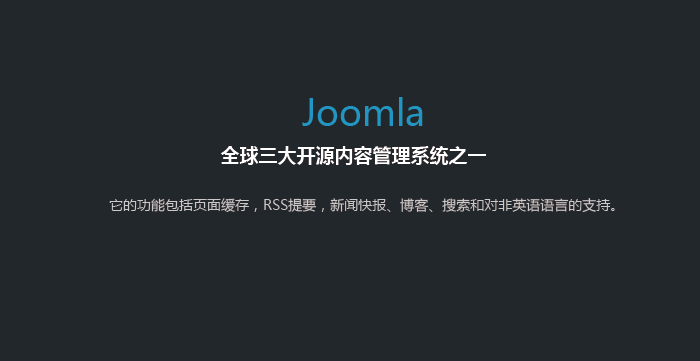 Joomla
全球三大开源内容管理系统之一
它的功能包括页面缓存，RSS提要，新闻快报、博客、搜索和对非英语语言的支持。